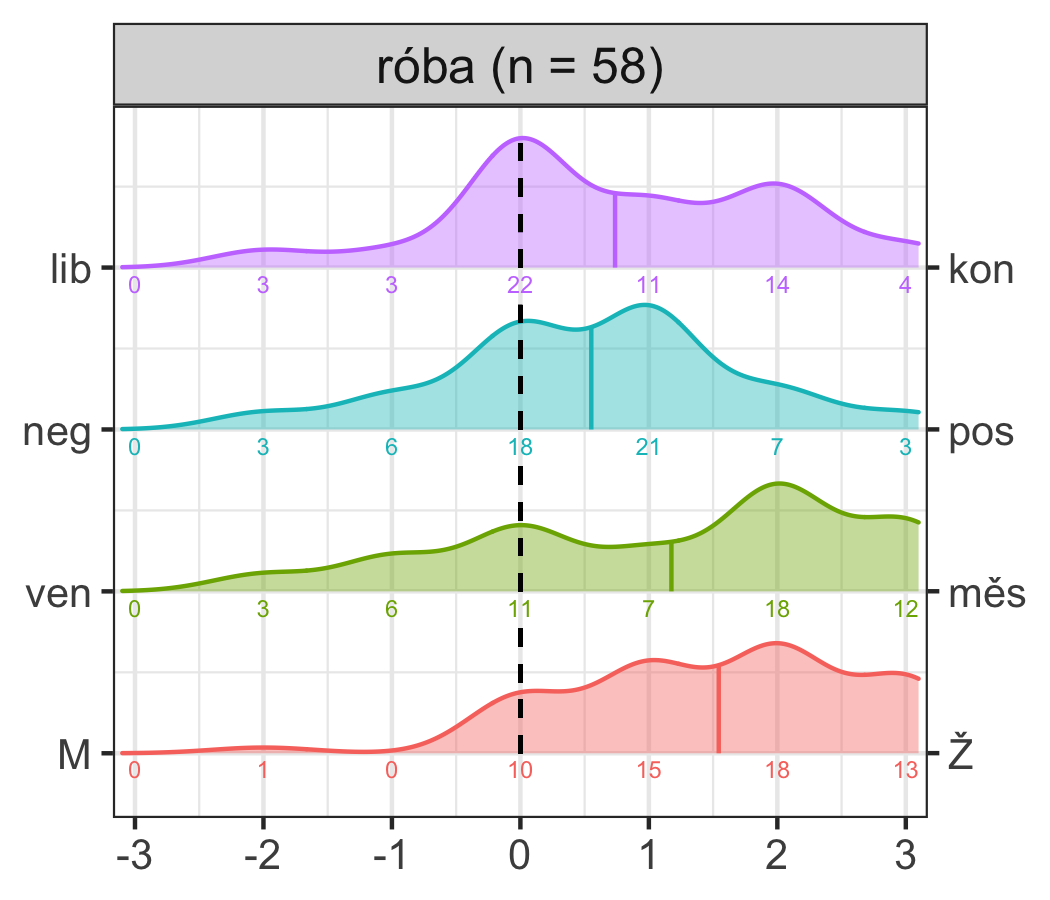 róba (n = 58)
lib kon
0 3 3 22 11 14 4
neg pos
0 3 6 18 21 7 3
ven měs
0 3 6 11 7 18 12
M Ž
0 1 0 10 15 18 13
-3 -2 -1 0 1 2 3